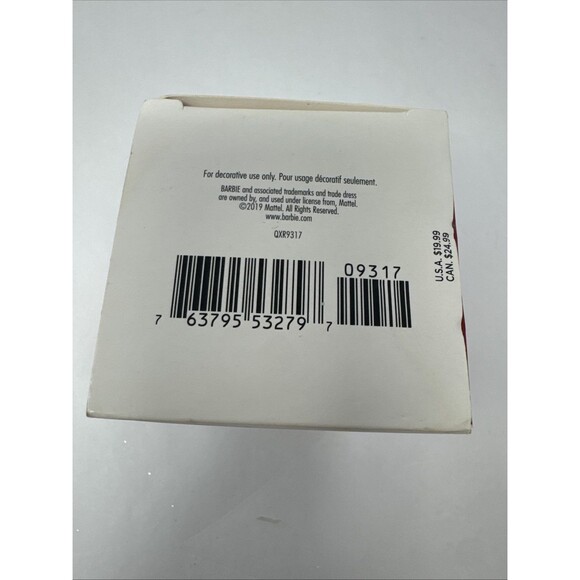 For decorative use only. Pour usage décoratif seulement.
BARBIE and associated trademarks and trade dress
are owned by, and used under license from, Mattel.
©2019 Mattel. All Rights Reserved.
www.barbie.com
QXR9317
09317
7 63795 53279 7
U.S.A. $19.99
CAN. $24.99